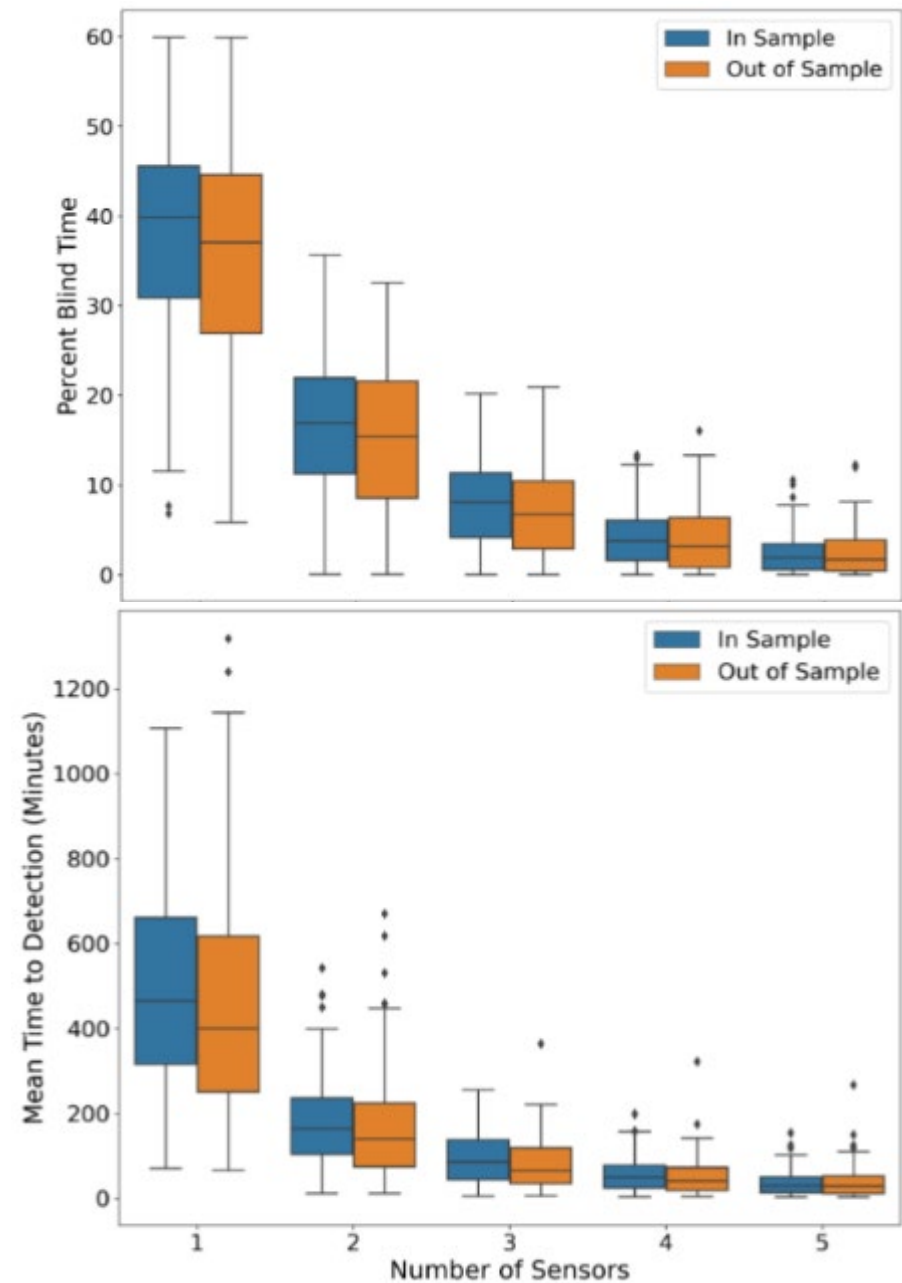 60
50
40
30
20
10
0
Percent Blind Time
In Sample
Out of Sample
1200
1000
800
600
400
200
0
Mean Time to Detection (Minutes)
In Sample
Out of Sample
1 2 3 4 5
Number of Sensors